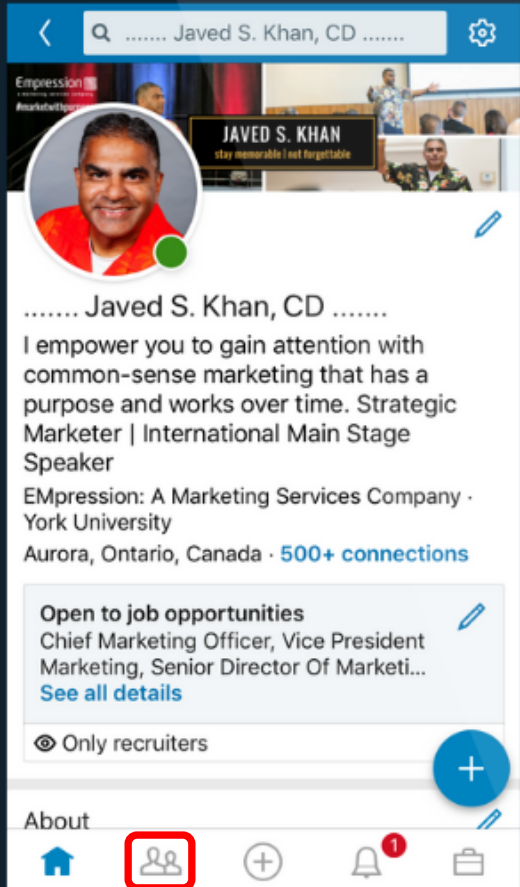 ....... Javed S. Khan, CD .......
Empression
a marketing services company
#marketwithpurpose
JAVED S. KHAN
stay memorable | not forgettable
....... Javed S. Khan, CD .......
I empower you to gain attention with
common-sense marketing that has a
purpose and works over time. Strategic
Marketer | International Main Stage
Speaker
EMpression: A Marketing Services Company ·
York University
Aurora, Ontario, Canada · 500+ connections
Open to job opportunities
Chief Marketing Officer, Vice President
Marketing, Senior Director Of Marketi...
See all details
Only recruiters
About
1